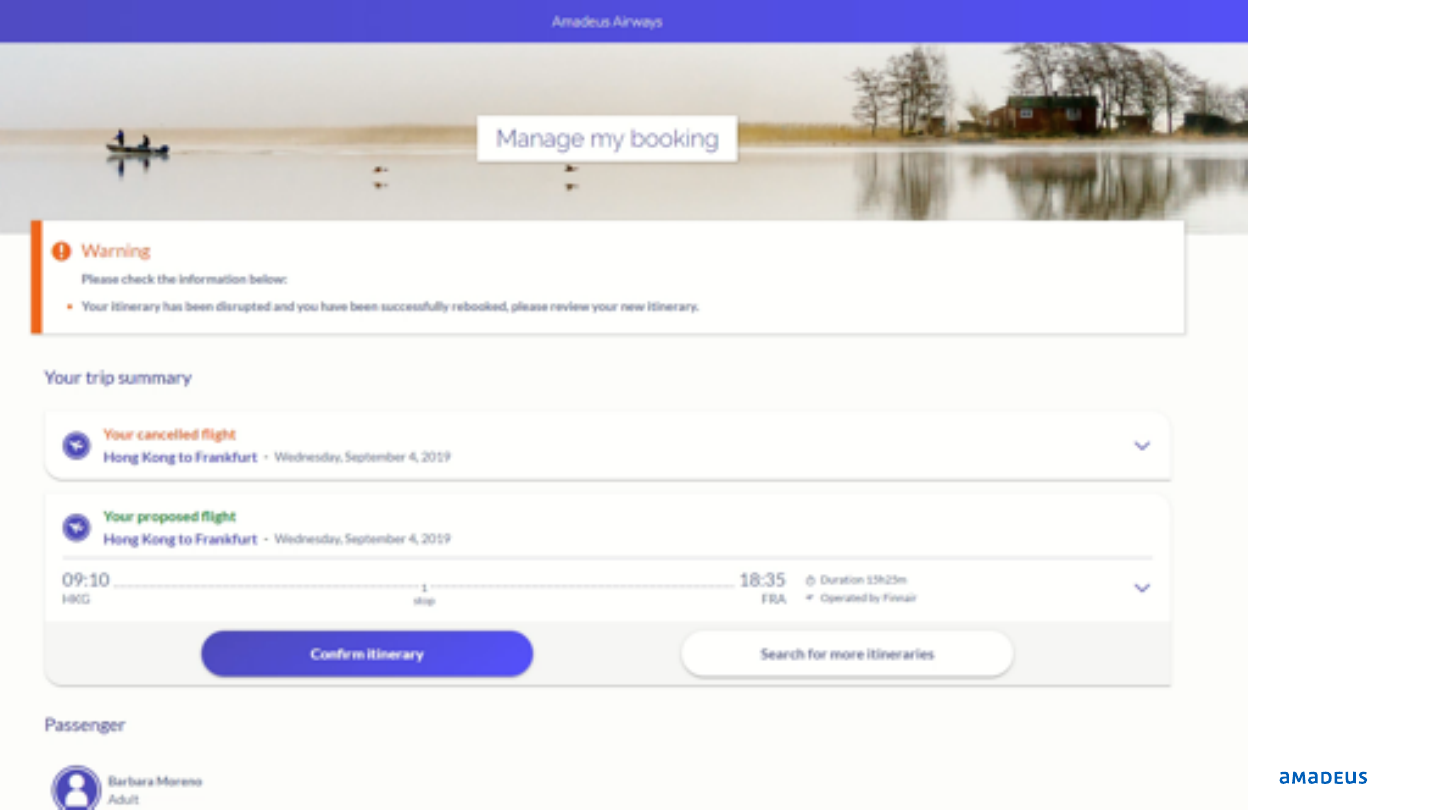 Amadeus Airways
Manage my booking
Warning
Please check the information below:
Your itinerary has been disrupted and you have been successfully rebooked, please review your new itinerary.
Your trip summary
Your cancelled flight
Hong Kong to Frankfurt - Wednesday, September 4, 2019
Your proposed flight
Hong Kong to Frankfurt - Wednesday, September 4, 2019
09:10 1 18:35 Duration 15h25m
HKG stop FRA Operated by Finnair
Confirm itinerary Search for more itineraries
Passenger
Barbara Moreno
Adult
amadeus